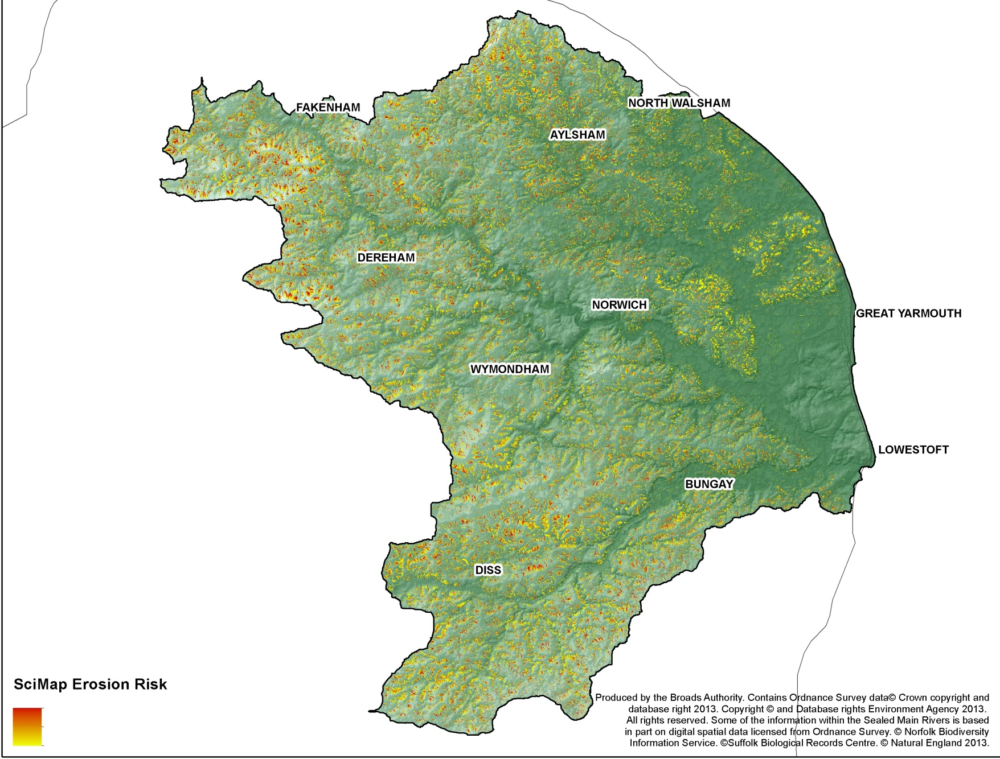 FAKENHAM
NORTH WALSHAM
AYLSHAM
DEREHAM
NORWICH
GREAT YARMOUTH
WYMONDHAM
LOWESTOFT
BUNGAY
DISS
SciMap Erosion Risk
Produced by the Broads Authority. Contains Ordnance Survey data© Crown copyright and
database right 2013. Copyright © and Database rights Environment Agency 2013.
All rights reserved. Some of the information within the Sealed Main Rivers is based
in part on digital spatial data licensed from Ordnance Survey. © Norfolk Biodiversity
Information Service. ©Suffolk Biological Records Centre. © Natural England 2013.